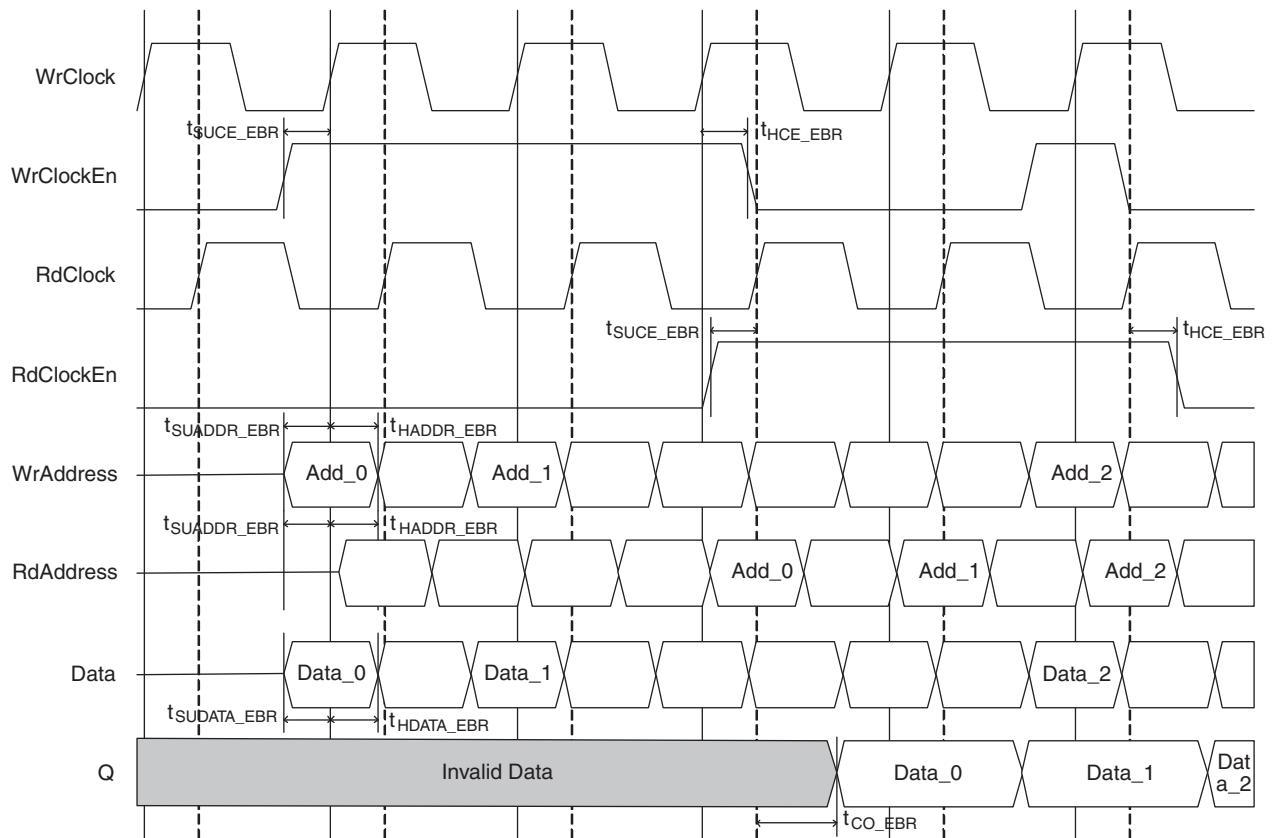 WrClock
tSUCE_EBR
tHCE_EBR
WrClockEn
RdClock
tSUCE_EBR
tHCE_EBR
RdClockEn
tSUADDR_EBR
tHADDR_EBR
WrAddress
Add_0
Add_1
Add_2
tSUADDR_EBR
tHADDR_EBR
RdAddress
Add_0
Add_1
Add_2
Data
Data_0
Data_1
Data_2
tSUDATA_EBR
tHDATA_EBR
Q
Invalid Data
Data_0
Data_1
Dat
a_2
tCO_EBR